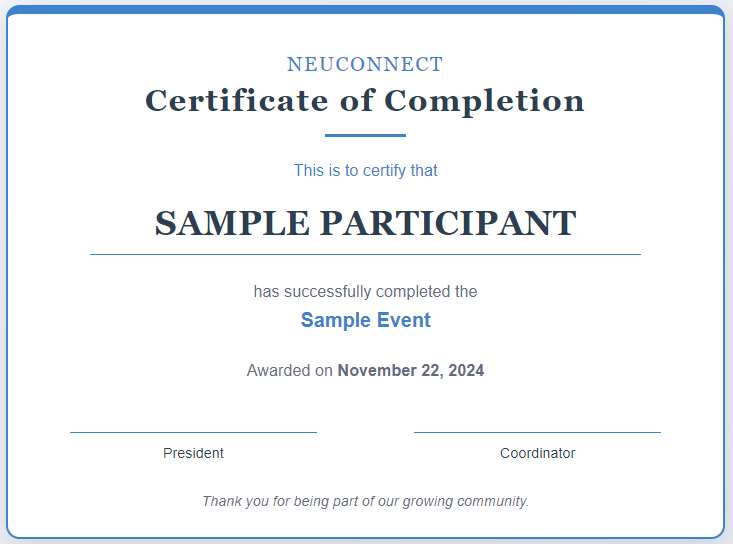 NEUCONNECT
Certificate of Completion
This is to certify that
SAMPLE PARTICIPANT
has successfully completed the
Sample Event
Awarded on November 22, 2024
President
Coordinator
Thank you for being part of our growing community.